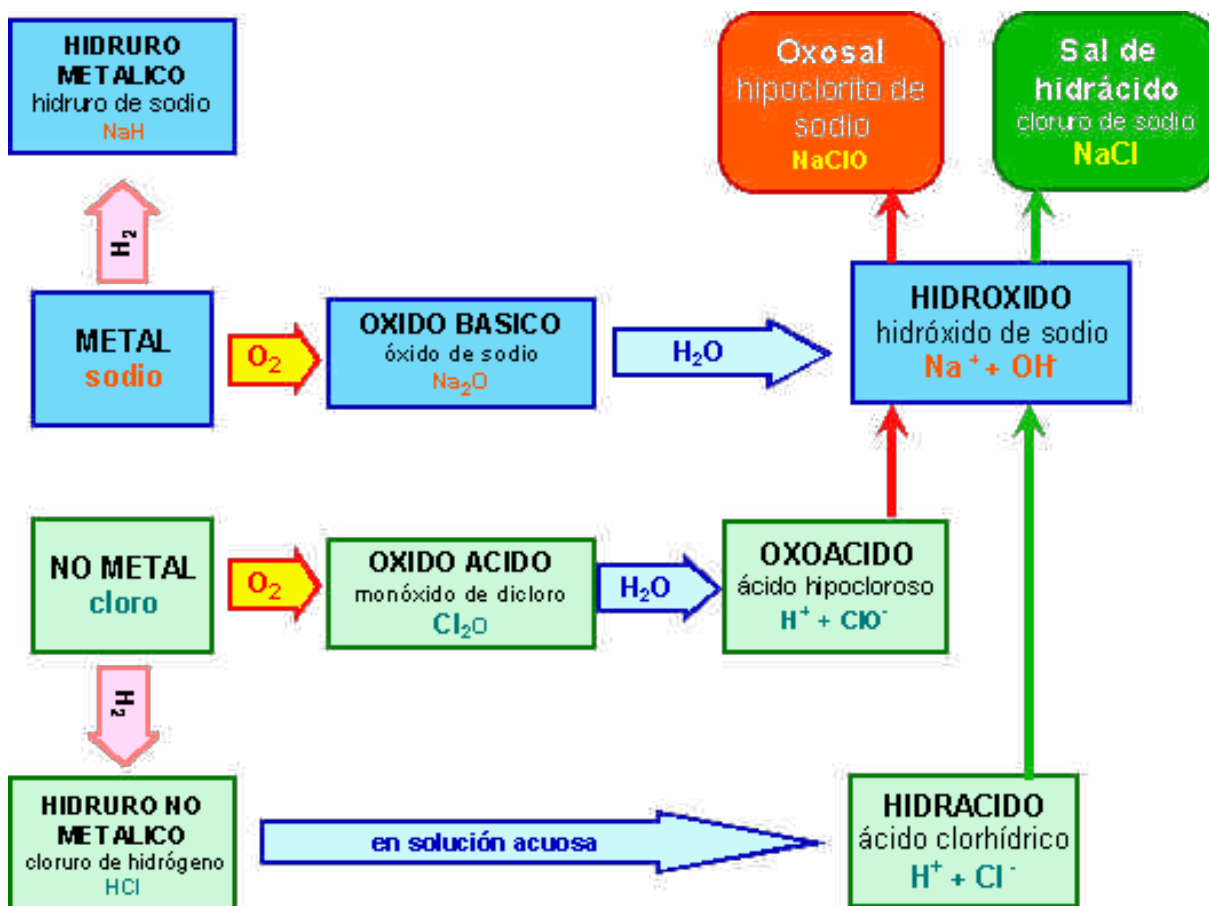 HIDRURO
METALICO
hidruro de sodio
NaH
Oxosal
hipoclorito de
sodio
NaClO
Sal de
hidrácido
cloruro de sodio
NaCl
H₂
METAL
sodio
O₂
OXIDO BASICO
óxido de sodio
Na₂O
H₂O
HIDROXIDO
hidróxido de sodio
Na⁺ + OH⁻
NO METAL
cloro
O₂
OXIDO ACIDO
monóxido de dicloro
Cl₂O
H₂O
OXOACIDO
ácido hipocloroso
H⁺ + ClO⁻
H₂
HIDRURO NO
METALICO
cloruro de hidrógeno
HCl
en solución acuosa
HIDRACIDO
ácido clorhídrico
H⁺ + Cl⁻